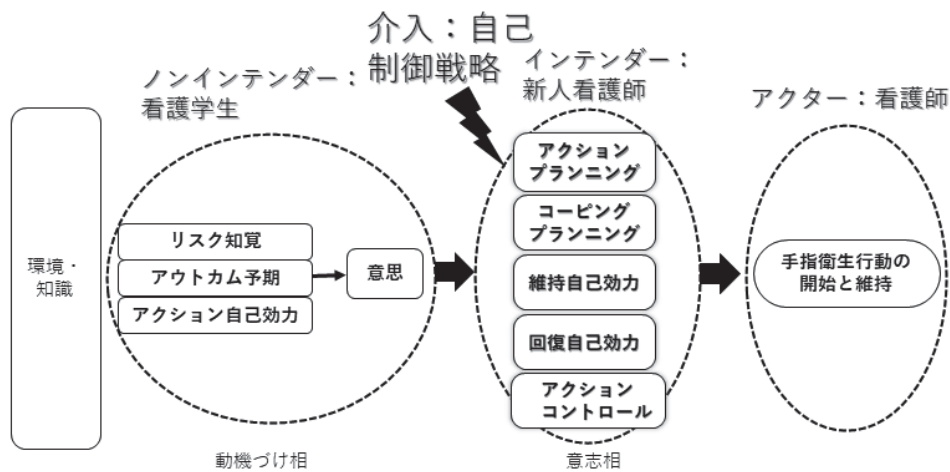 介入：自己
制御戦略
ノンインテンダー：
看護学生
インテンダー：
新人看護師
アクター：看護師
環境・
知識
リスク知覚
アウトカム予期
アクション自己効力
意思
アクション
プランニング
コーピング
プランニング
維持自己効力
回復自己効力
アクション
コントロール
手指衛生行動の
開始と維持
動機づけ相
意志相